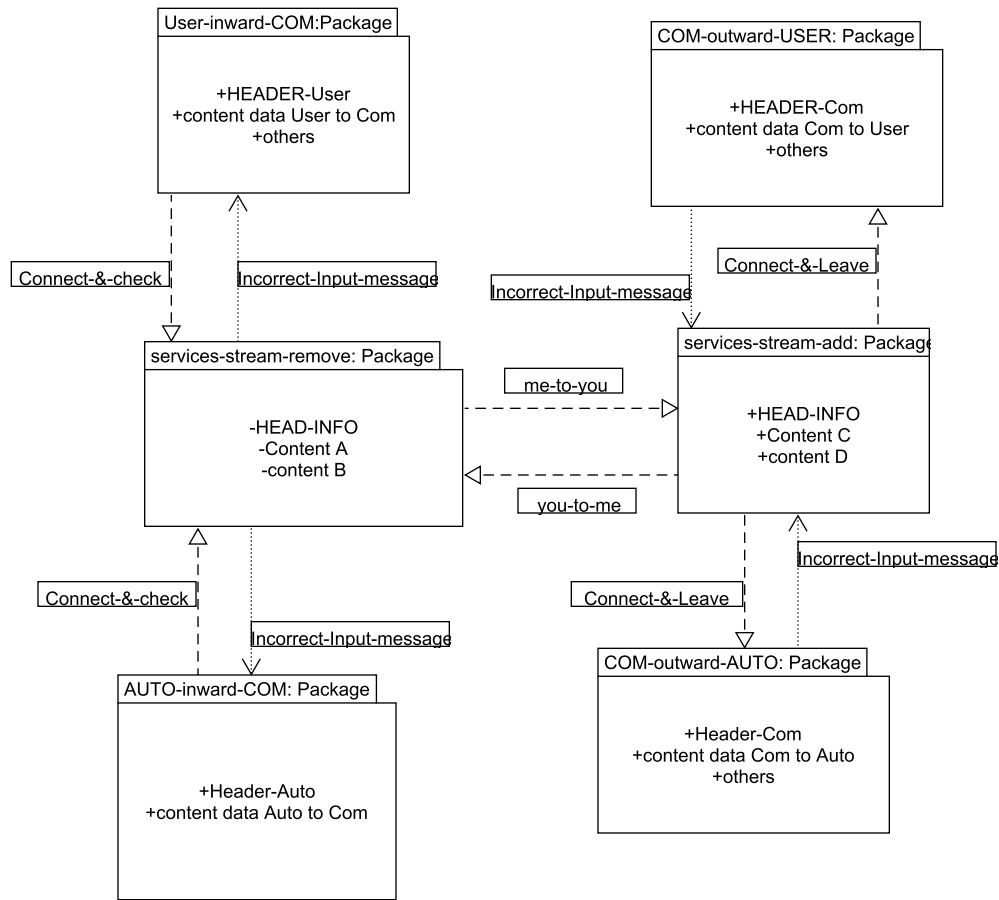 User-inward-COM:Package
+HEADER-User
+content data User to Com
+others
COM-outward-USER: Package
+HEADER-Com
+content data Com to User
+others
Connect-&-check
Incorrect-Input-message
Incorrect-Input-message
Connect-&-Leave
services-stream-remove: Package
-HEAD-INFO
-Content A
-content B
me-to-you
you-to-me
services-stream-add: Package
+HEAD-INFO
+Content C
+content D
Connect-&-check
Incorrect-Input-message
Connect-&-Leave
Incorrect-Input-message
AUTO-inward-COM: Package
+Header-Auto
+content data Auto to Com
COM-outward-AUTO: Package
+Header-Com
+content data Com to Auto
+others